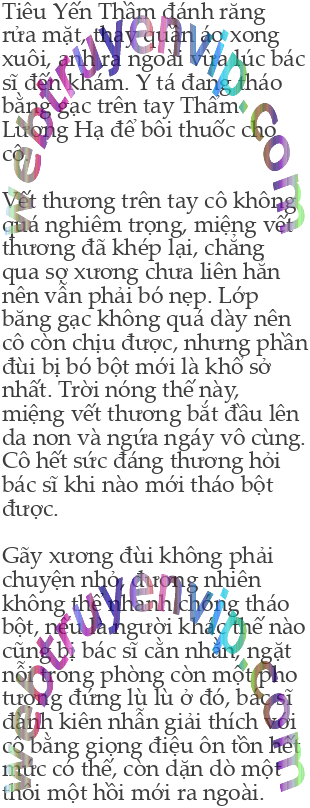 Tiêu Yến Thầm đánh răng
rửa mặt, thay quần áo xong
xuôi, anh ra ngoài vừa lúc bác
sĩ đến khám. Y tá đang tháo
băng gạc trên tay Thẩm
Lương Hạ để bôi thuốc cho
cô.

Vết thương trên tay cô không
quá nghiêm trọng, miệng vết
thương đã khép lại, chẳng
qua sợ xương chưa liền hẳn
nên vẫn phải bó nẹp. Lớp
băng gạc không quá dày nên
cô còn chịu được, nhưng phần
đùi bị bó bột mới là khổ sở
nhất. Trời nóng thế này,
miệng vết thương bắt đầu lên
da non và ngứa ngáy vô cùng.
Cô hết sức đáng thương hỏi
bác sĩ khi nào mới tháo bột
được.

Gãy xương đùi không phải
chuyện nhỏ, đương nhiên
không thể nhanh chóng tháo
bột, nếu là người khác thế nào
cũng bị bác sĩ cằn nhằn, ngặt
nỗi trong phòng còn một pho
tượng đứng lù lù ở đó, bác sĩ
đành kiên nhẫn giải thích với
cô bằng giọng điệu ôn tồn hết
mức có thể, còn dặn dò một
thôi một hồi mới ra ngoài.
webtruyenvip.com
webtruyenvip.com